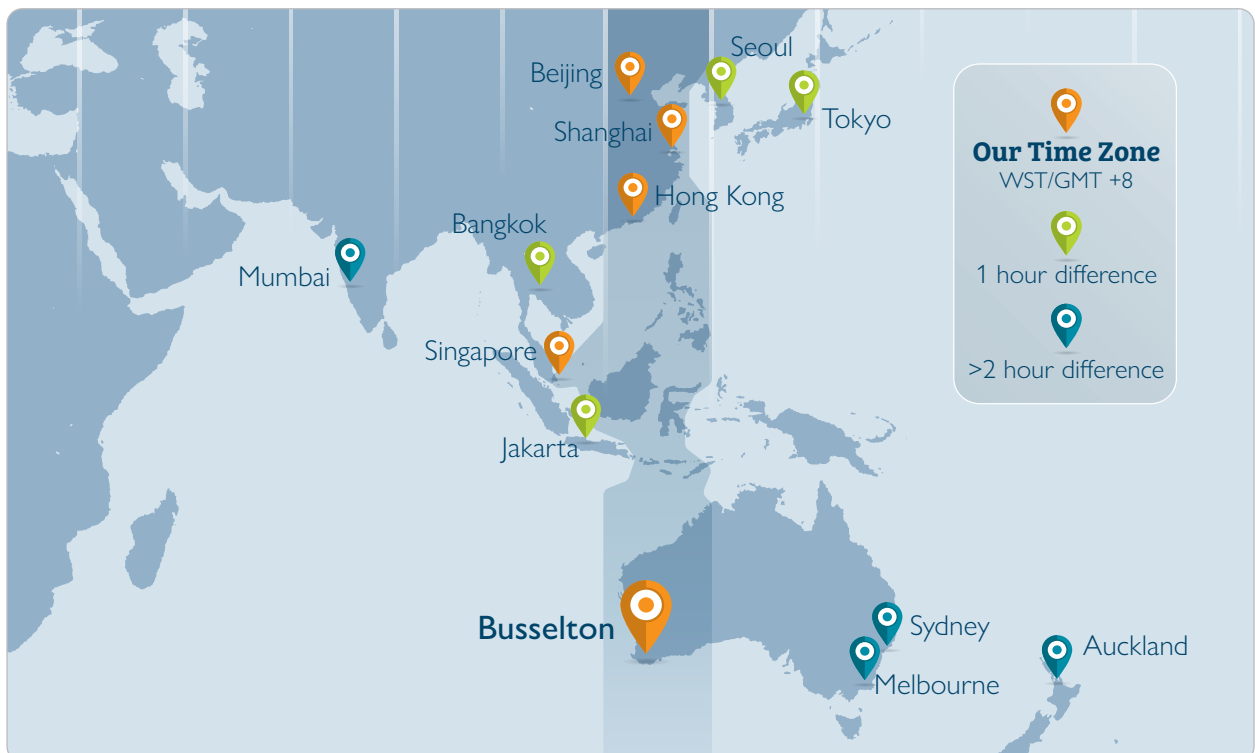 Seoul
Beijing
Tokyo
Shanghai
Hong Kong
Bangkok
Mumbai
Singapore
Jakarta
Busselton
Sydney
Auckland
Melbourne
Our Time Zone
WST/GMT +8
1 hour difference
>2 hour difference